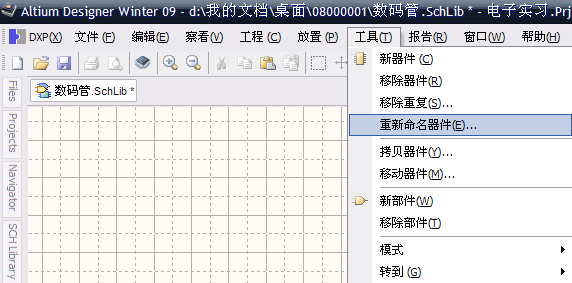 Altium Designer Winter 09 - d:\我的文档\桌面\08000001\数码管.SchLib * - 电子实习.Prj
DXP(X) 文件 (F) 编辑(E) 察看(V) 工程 (C) 放置 (P) 工具(T) 报告(R) 窗口(W) 帮助(H)
数码管.SchLib *
Files
Projects
Navigator
SCH Library
新器件 (C)
移除器件(R)
移除重复(S)...
重新命名器件(E)...
拷贝器件(Y)...
移动器件(M)...
新部件(W)
移除部件(T)
模式
转到 (G)